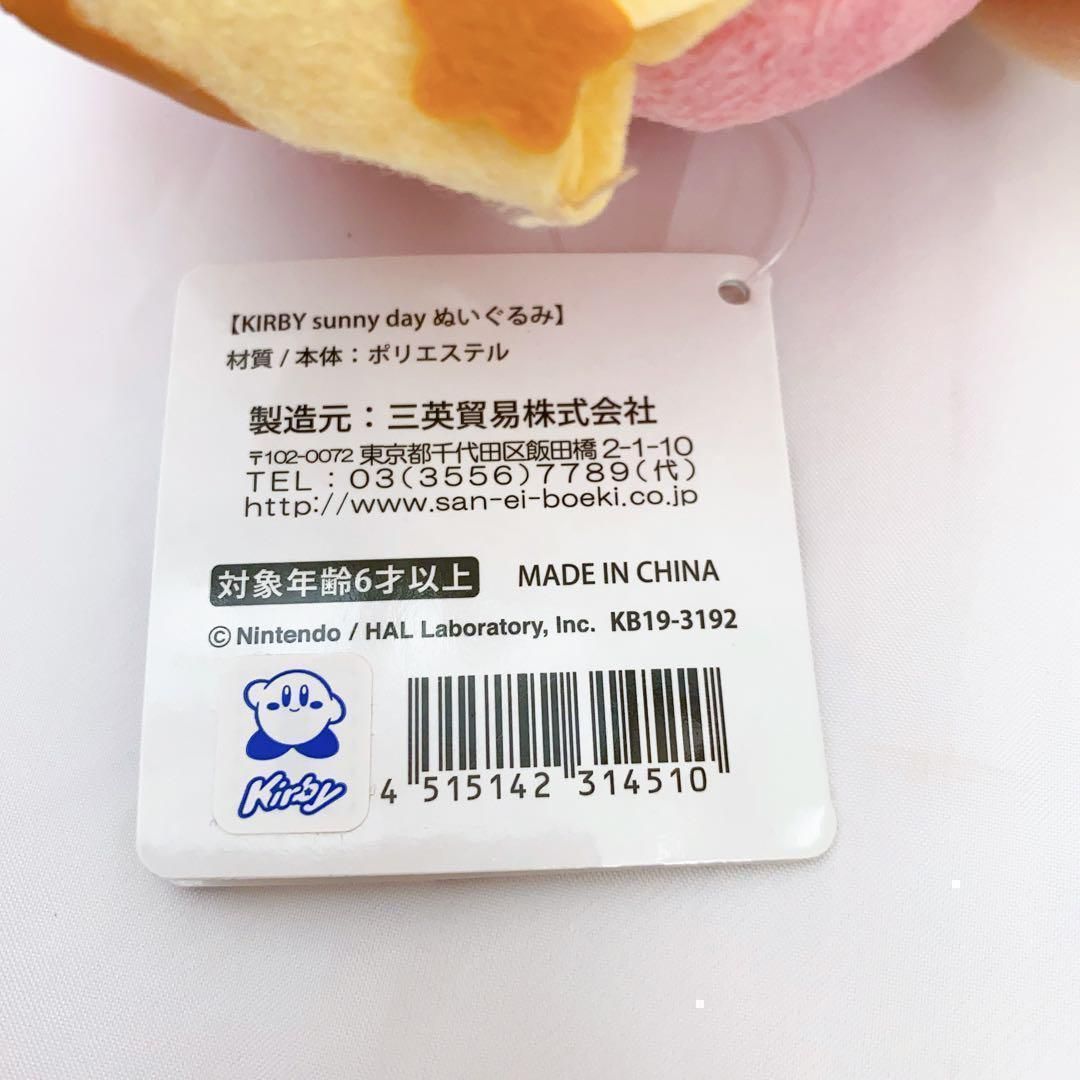 【KIRBY sunny day ぬいぐるみ】
材質 / 本体：ポリエステル
製造元：三英貿易株式会社
〒102-0072 東京都千代田区飯田橋2-1-10
TEL：03(3556)7789(代)
http://www.san-ei-boeki.co.jp
対象年齢6才以上 MADE IN CHINA
©Nintendo / HAL Laboratory, Inc. KB19-3192
Kirby
4 515142 314510